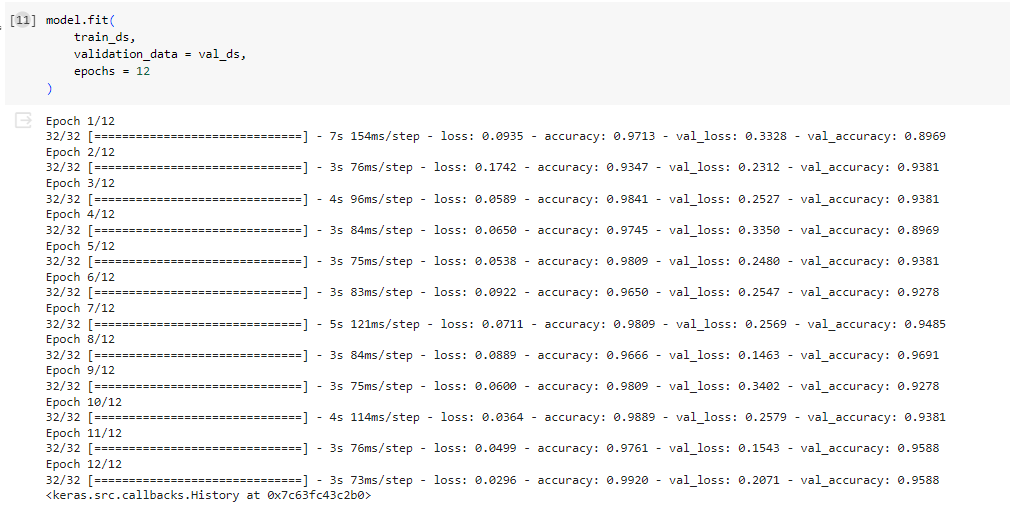 [11] model.fit(
train_ds,
validation_data = val_ds,
epochs = 12
)
Epoch 1/12
32/32 [==============================] - 7s 154ms/step - loss: 0.0935 - accuracy: 0.9713 - val_loss: 0.3328 - val_accuracy: 0.8969
Epoch 2/12
32/32 [==============================] - 3s 76ms/step - loss: 0.1742 - accuracy: 0.9347 - val_loss: 0.2312 - val_accuracy: 0.9381
Epoch 3/12
32/32 [==============================] - 4s 96ms/step - loss: 0.0589 - accuracy: 0.9841 - val_loss: 0.2527 - val_accuracy: 0.9381
Epoch 4/12
32/32 [==============================] - 3s 84ms/step - loss: 0.0650 - accuracy: 0.9745 - val_loss: 0.3350 - val_accuracy: 0.8969
Epoch 5/12
32/32 [==============================] - 3s 75ms/step - loss: 0.0538 - accuracy: 0.9809 - val_loss: 0.2480 - val_accuracy: 0.9381
Epoch 6/12
32/32 [==============================] - 3s 83ms/step - loss: 0.0922 - accuracy: 0.9650 - val_loss: 0.2547 - val_accuracy: 0.9278
Epoch 7/12
32/32 [==============================] - 5s 121ms/step - loss: 0.0711 - accuracy: 0.9809 - val_loss: 0.2569 - val_accuracy: 0.9485
Epoch 8/12
32/32 [==============================] - 3s 84ms/step - loss: 0.0889 - accuracy: 0.9666 - val_loss: 0.1463 - val_accuracy: 0.9691
Epoch 9/12
32/32 [==============================] - 3s 75ms/step - loss: 0.0600 - accuracy: 0.9809 - val_loss: 0.3402 - val_accuracy: 0.9278
Epoch 10/12
32/32 [==============================] - 4s 114ms/step - loss: 0.0364 - accuracy: 0.9889 - val_loss: 0.2579 - val_accuracy: 0.9381
Epoch 11/12
32/32 [==============================] - 3s 76ms/step - loss: 0.0499 - accuracy: 0.9761 - val_loss: 0.1543 - val_accuracy: 0.9588
Epoch 12/12
32/32 [==============================] - 3s 73ms/step - loss: 0.0296 - accuracy: 0.9920 - val_loss: 0.2071 - val_accuracy: 0.9588
<keras.src.callbacks.History at 0x7c63fc43c2b0>